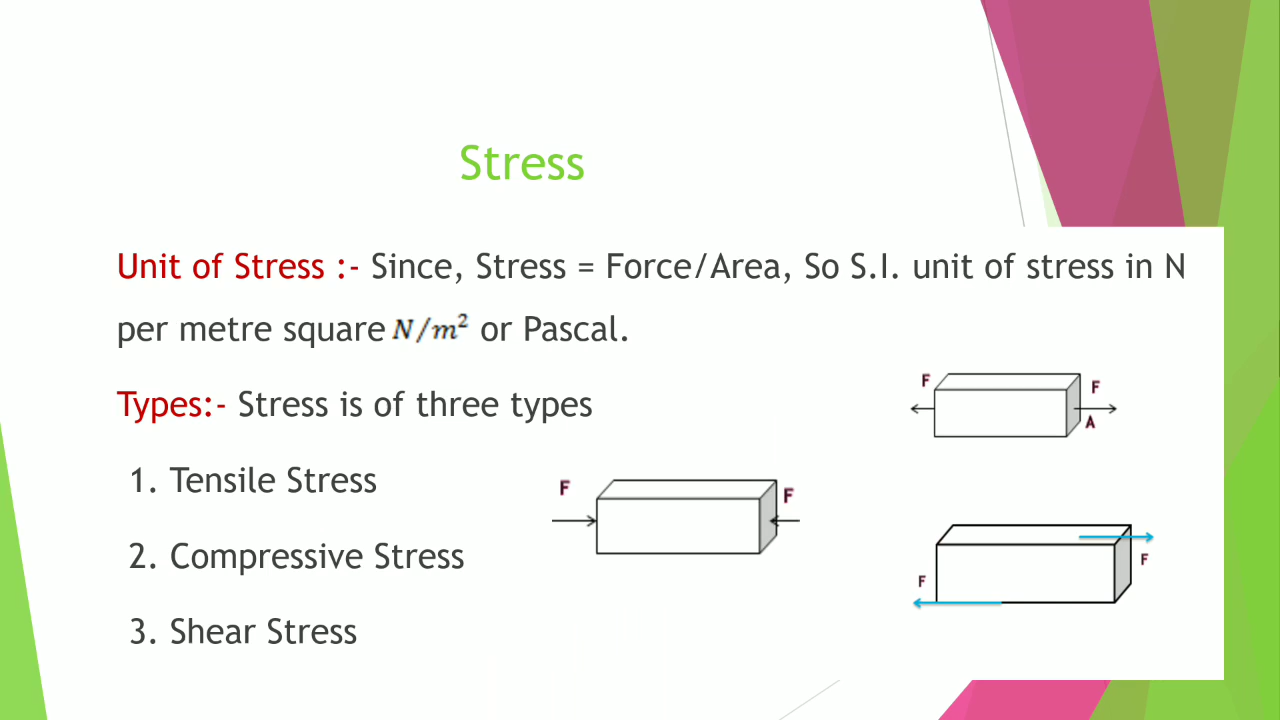 Stress
Unit of Stress :- Since, Stress = Force/Area, So S.I. unit of stress in N
per metre square N/m² or Pascal.
Types:- Stress is of three types
1. Tensile Stress
2. Compressive Stress
3. Shear Stress
F
F
A
F
F
F
F